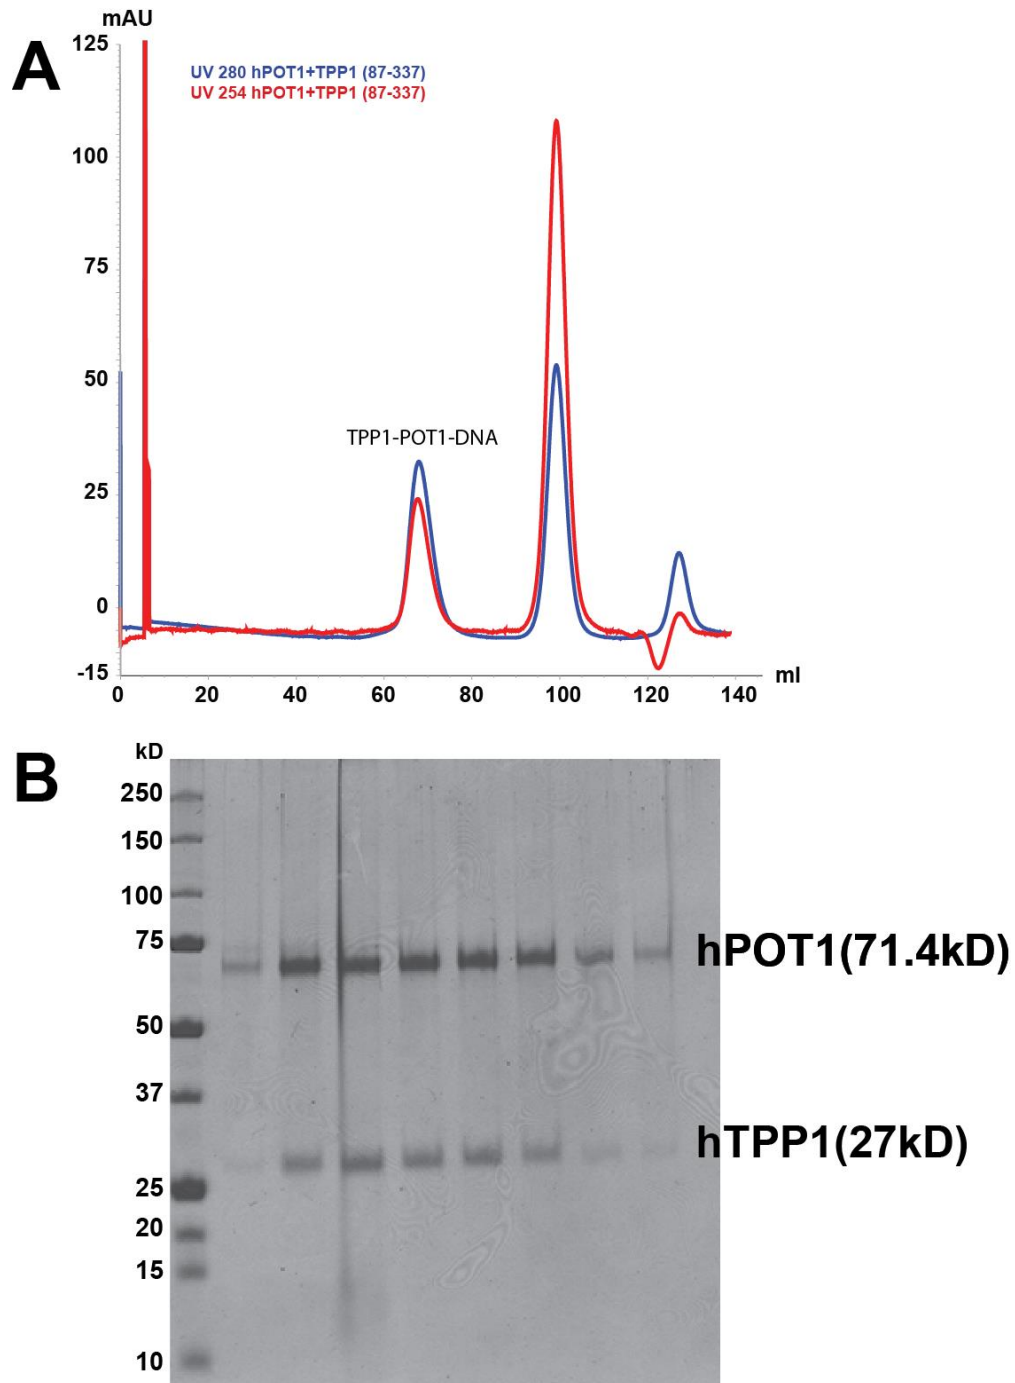 A
mAU
125
100
75
50
25
0
-15
UV 280 hPOT1+TPP1 (87-337)
UV 254 hPOT1+TPP1 (87-337)
TPP1-POT1-DNA
0 20 40 60 80 100 120 140 ml
B
kD
250
150
100
75
50
37
25
20
15
10
hPOT1(71.4kD)
hTPP1(27kD)